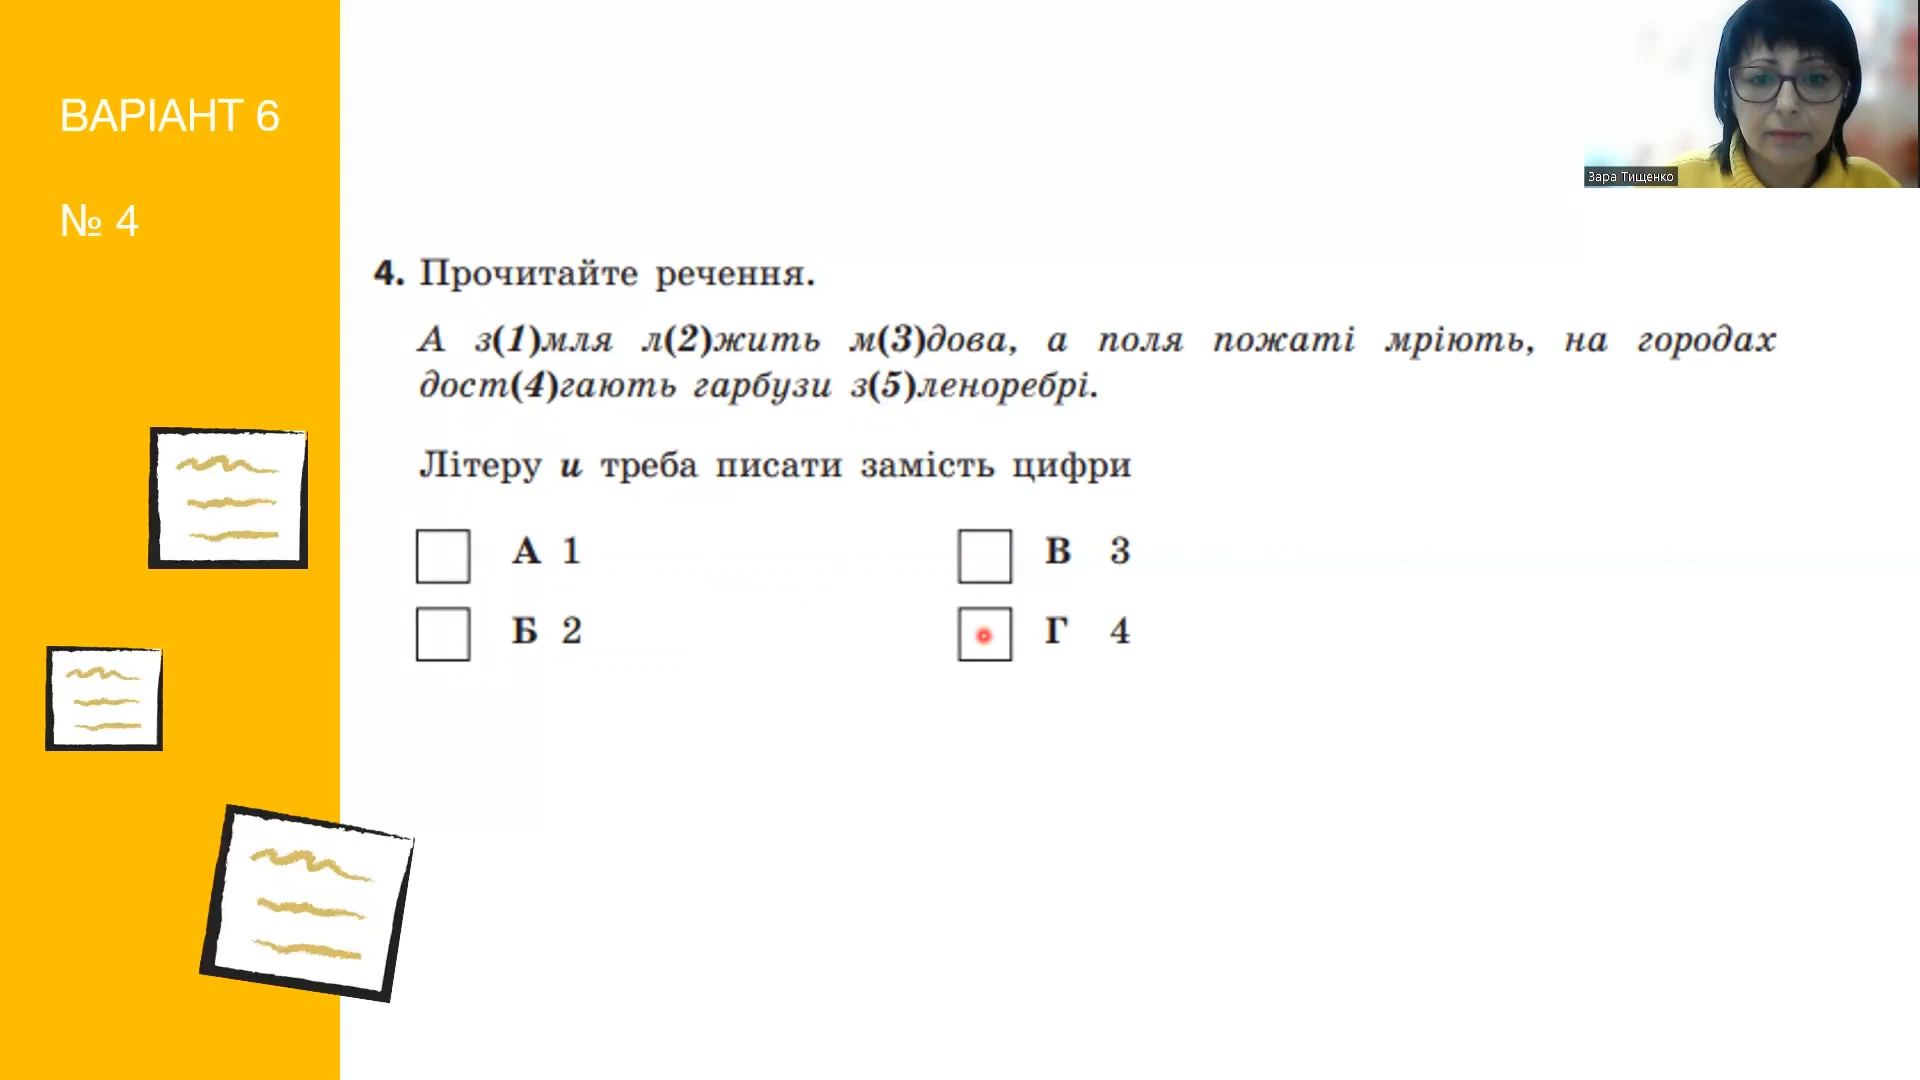 ВАРІАНТ 6
№ 4
Зара Тищенко
4. Прочитайте речення.
А з(1)мля л(2)жить м(3)дова, а поля пожаті мріють, на городах
дост(4)гають гарбузи з(5)леноребрі.
Літеру и треба писати замість цифри
А 1
В 3
Б 2
Г 4